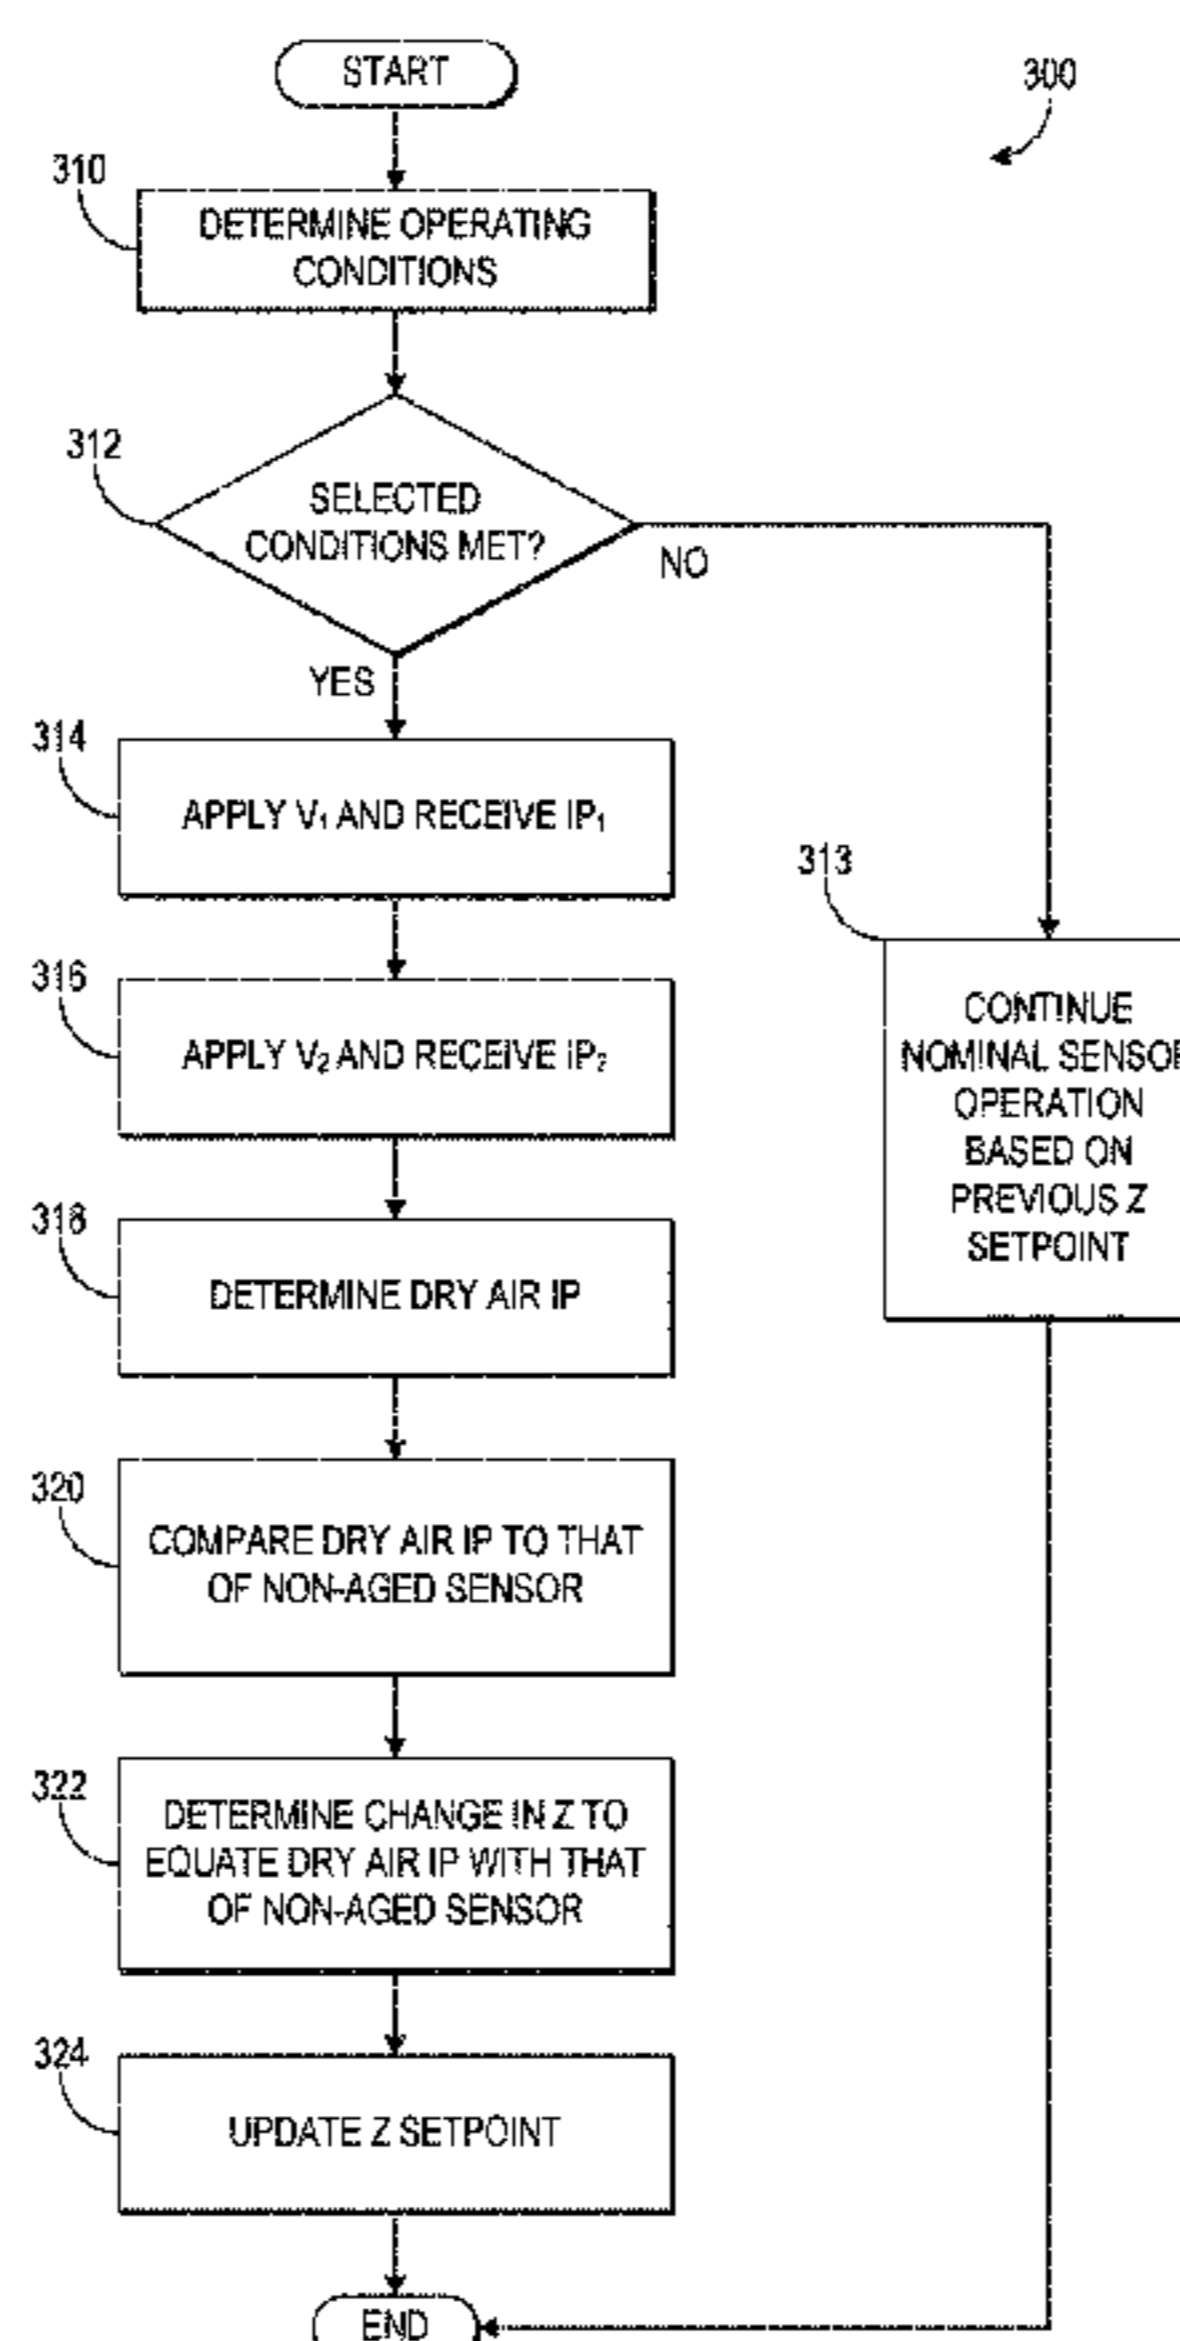 START
300
310
DETERMINE OPERATING
CONDITIONS
312
SELECTED
CONDITIONS MET?
NO
YES
314
APPLY V₁ AND RECEIVE IP₁
313
CONTINUE
NOMINAL SENSOR
OPERATION
BASED ON
PREVIOUS Z
SETPOINT
316
APPLY V₂ AND RECEIVE IP₂
318
DETERMINE DRY AIR IP
320
COMPARE DRY AIR IP TO THAT
OF NON-AGED SENSOR
322
DETERMINE CHANGE IN Z TO
EQUATE DRY AIR IP WITH THAT
OF NON-AGED SENSOR
324
UPDATE Z SETPOINT
END